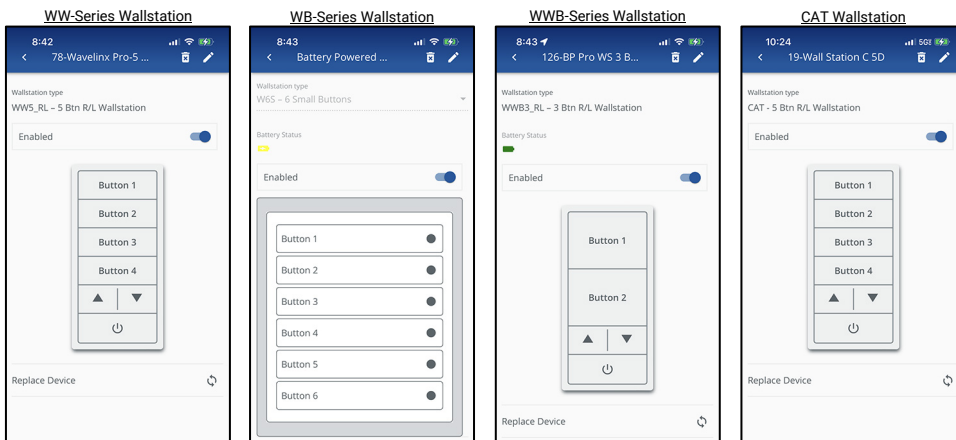 WW-Series Wallstation
8:42
78-Wavelinx Pro-5 ...
Wallstation type
WW5_RL – 5 Btn R/L Wallstation
Enabled
Button 1
Button 2
Button 3
Button 4
Replace Device
WB-Series Wallstation
8:43
Battery Powered ...
Wallstation type
W6S – 6 Small Buttons
Battery Status
Enabled
Button 1
Button 2
Button 3
Button 4
Button 5
Button 6
WWB-Series Wallstation
8:43
126-BP Pro WS 3 B...
Wallstation type
WWB3_RL – 3 Btn R/L Wallstation
Battery Status
Enabled
Button 1
Button 2
Replace Device
CAT Wallstation
10:24
5GE
19-Wall Station C 5D
Wallstation type
CAT - 5 Btn R/L Wallstation
Enabled
Button 1
Button 2
Button 3
Button 4
Replace Device